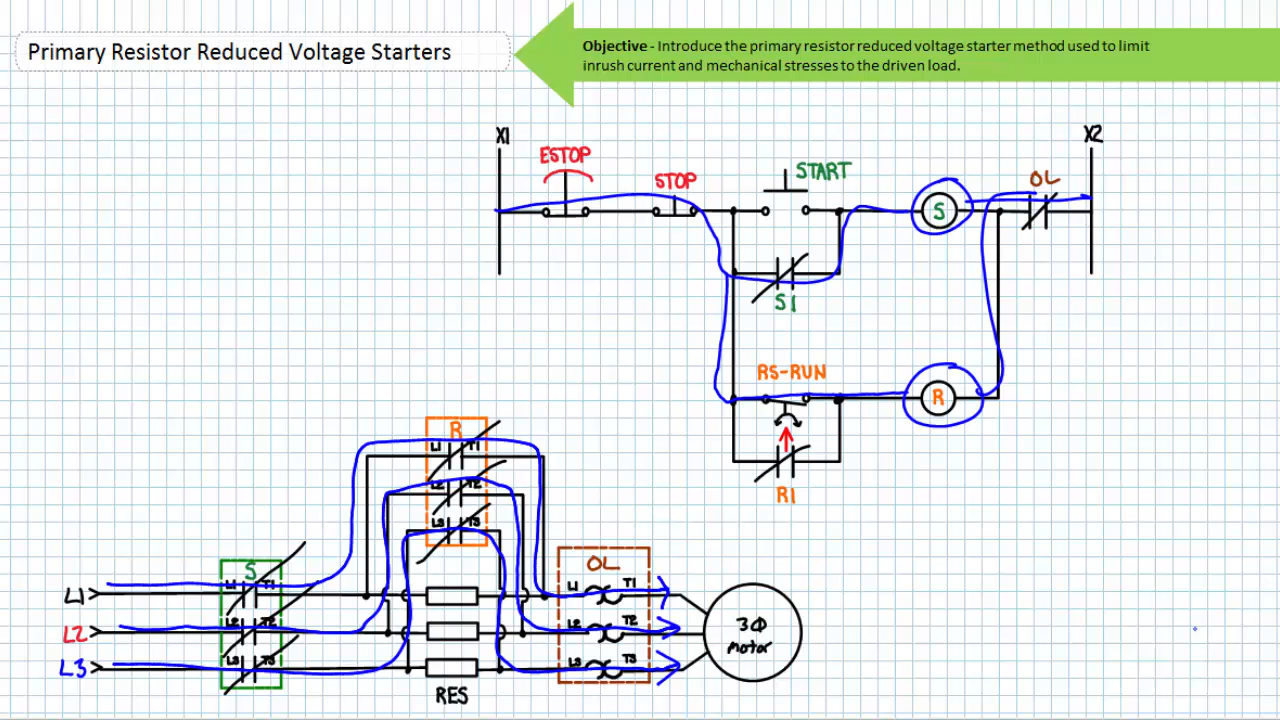 Primary Resistor Reduced Voltage Starters
Objective - Introduce the primary resistor reduced voltage starter method used to limit
inrush current and mechanical stresses to the driven load.
X1
X2
ESTOP
STOP
START
OL
S
S1
RS-RUN
R
R1
R
L1 T1
L2 T2
L3 T3
S
L1 T1
L2 T2
L3 T3
OL
L1 T1
L2 T2
L3 T3
L1
L2
L3
RES
3Φ
motor